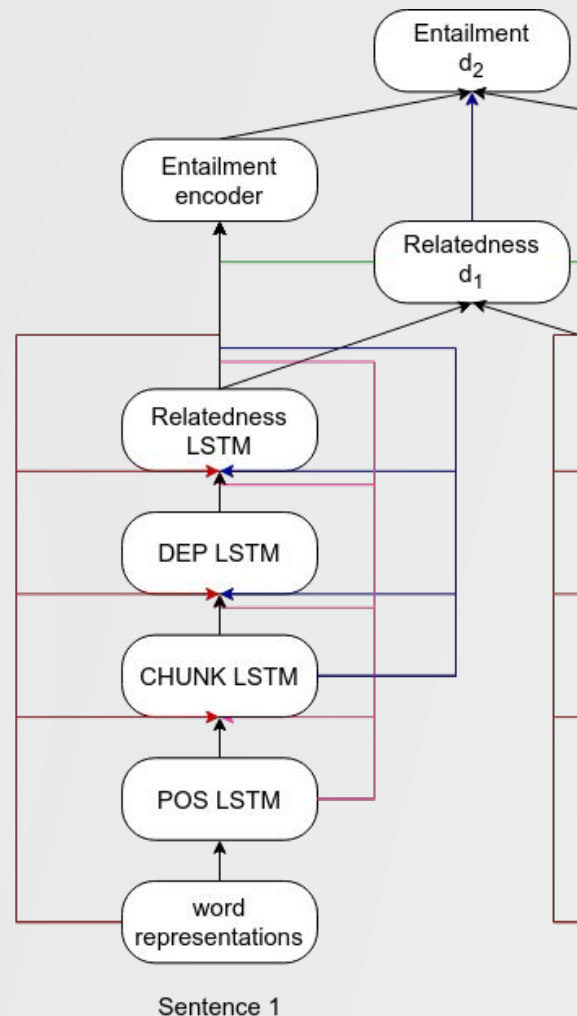 Entailment
d2
Entailment
encoder
Relatedness
d1
Relatedness
LSTM
DEP LSTM
CHUNK LSTM
POS LSTM
word
representations
Sentence 1